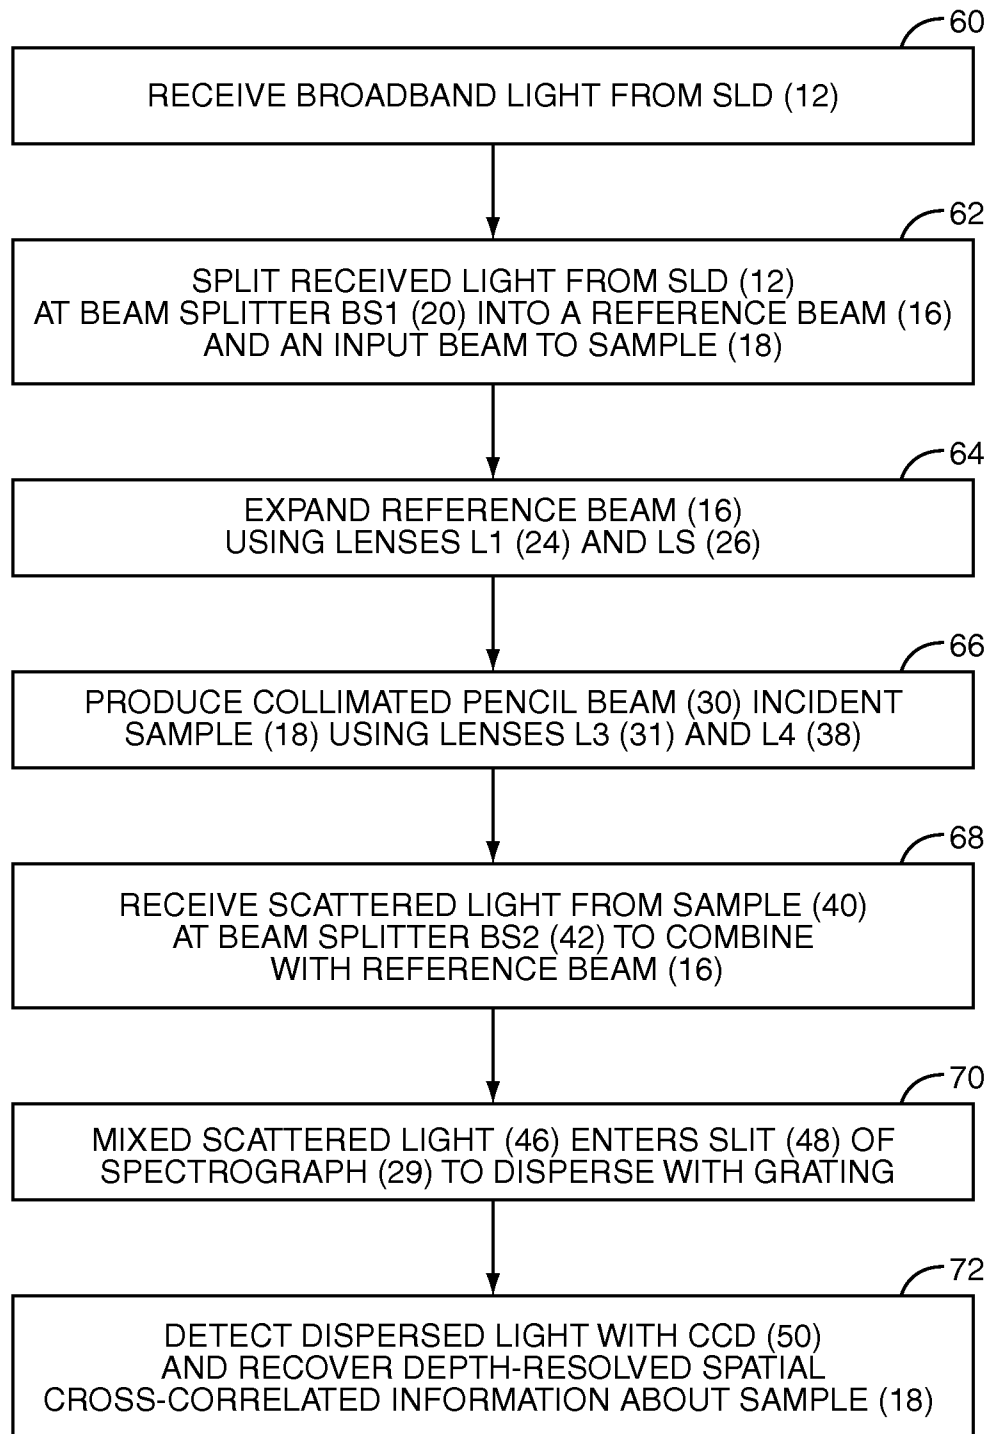 60
RECEIVE BROADBAND LIGHT FROM SLD (12)
62
SPLIT RECEIVED LIGHT FROM SLD (12)
AT BEAM SPLITTER BS1 (20) INTO A REFERENCE BEAM (16)
AND AN INPUT BEAM TO SAMPLE (18)
64
EXPAND REFERENCE BEAM (16)
USING LENSES L1 (24) AND LS (26)
66
PRODUCE COLLIMATED PENCIL BEAM (30) INCIDENT
SAMPLE (18) USING LENSES L3 (31) AND L4 (38)
68
RECEIVE SCATTERED LIGHT FROM SAMPLE (40)
AT BEAM SPLITTER BS2 (42) TO COMBINE
WITH REFERENCE BEAM (16)
70
MIXED SCATTERED LIGHT (46) ENTERS SLIT (48) OF
SPECTROGRAPH (29) TO DISPERSE WITH GRATING
72
DETECT DISPERSED LIGHT WITH CCD (50)
AND RECOVER DEPTH-RESOLVED SPATIAL
CROSS-CORRELATED INFORMATION ABOUT SAMPLE (18)